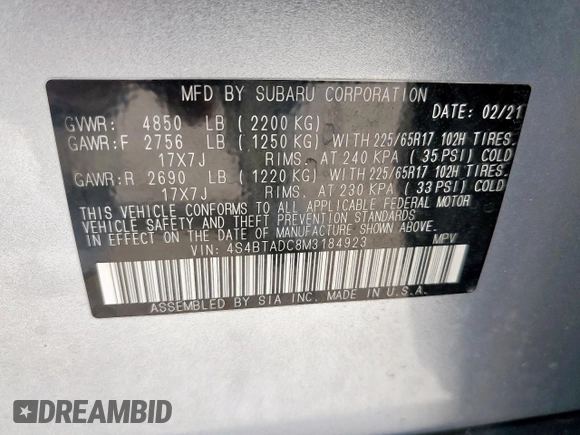 MFD BY SUBARU CORPORATION
DATE: 02/21
GVWR: 4850 LB ( 2200 KG)
GAWR:F 2756 LB ( 1250 KG) WITH 225/65R17 102H TIRES.
17X7J RIMS. AT 240 KPA ( 35 PSI) COLD
GAWR:R 2690 LB ( 1220 KG) WITH 225/65R17 102H TIRES.
17X7J RIMS. AT 230 KPA ( 33 PSI) COLD
THIS VEHICLE CONFORMS TO ALL APPLICABLE FEDERAL MOTOR
VEHICLE SAFETY AND THEFT PREVENTION STANDARDS
IN EFFECT ON THE DATE OF MANUFACTURE SHOWN ABOVE.
VIN: 4S4BTADC8M3184923 MPV
ASSEMBLED BY SIA INC. MADE IN U.S.A.
DREAMBID